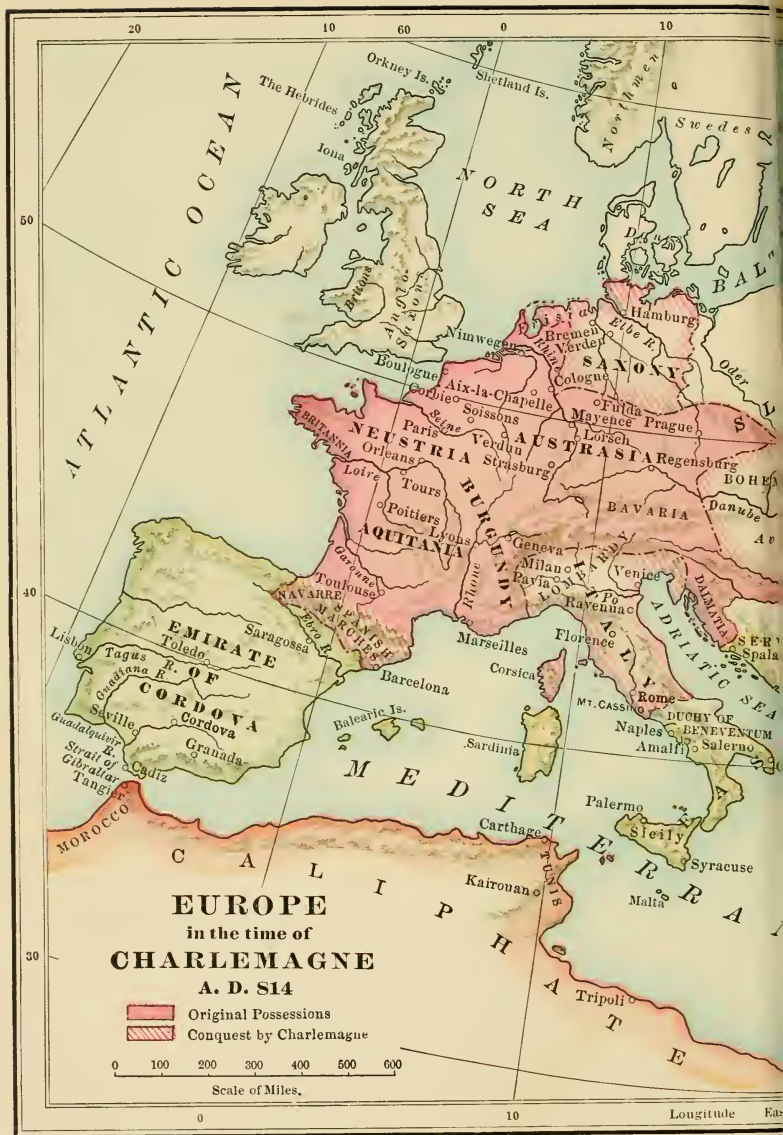 20
10
60
0
10
50
40
30
0
10
Longitude
ATLANTIC OCEAN
Orkney Is.
Shetland Is.
The Hebrides
Iona
NORTH
SEA
Northmen
Swedes
Britons
Anglo-
Saxons
BAL
Frisia
Hamburg
Bremen
Verden
Elbe R.
Oder
Nimwegen
Rhine
SAXONY
Boulogne
Cologne
Aix-la-Chapelle
Corbie
Soissons
Fulda
Mayence
Prague
Seine
Paris
Verdun
Lorsch
BRITANNIA
NEUSTRIA
AUSTRASIA
Regensburg
Orleans
Strasburg
Loire
Tours
BOHEM
BURGUNDY
BAVARIA
Danube
Av
Poitiers
Lyons
AQUITANIA
Geneva
Milan
Pavia
LOMBARDY
Venice
Po
Ravenna
ITALY
DALMATIA
Garonne
Toulouse
Rhone
NAVARRE
SPANISH
MARCHES
Marseilles
Florence
ADRIATIC SEA
SER
Spala
Corsica
Rome
MT. CASSINO
DUCHY OF
BENEVENTUM
Naples
Amalfi
Salerno
Saragossa
Ebro R.
Barcelona
EMIRATE
OF
CORDOVA
Toledo
Lisbon
Tagus R.
Guadiana R.
Seville
Cordova
Guadalquivir
R.
Granada
Strait of
Gibraltar
Cadiz
Tangier
Balearic Is.
Sardinia
MEDITERRA
Palermo
Sicily
Syracuse
Malta
MOROCCO
CALIPHATE
Carthage
TUNIS
Kairouan
Tripoli
EUROPE
in the time of
CHARLEMAGNE
A. D. 814
Original Possessions
Conquest by Charlemagne
0 100 200 300 400 500 600
Scale of Miles.